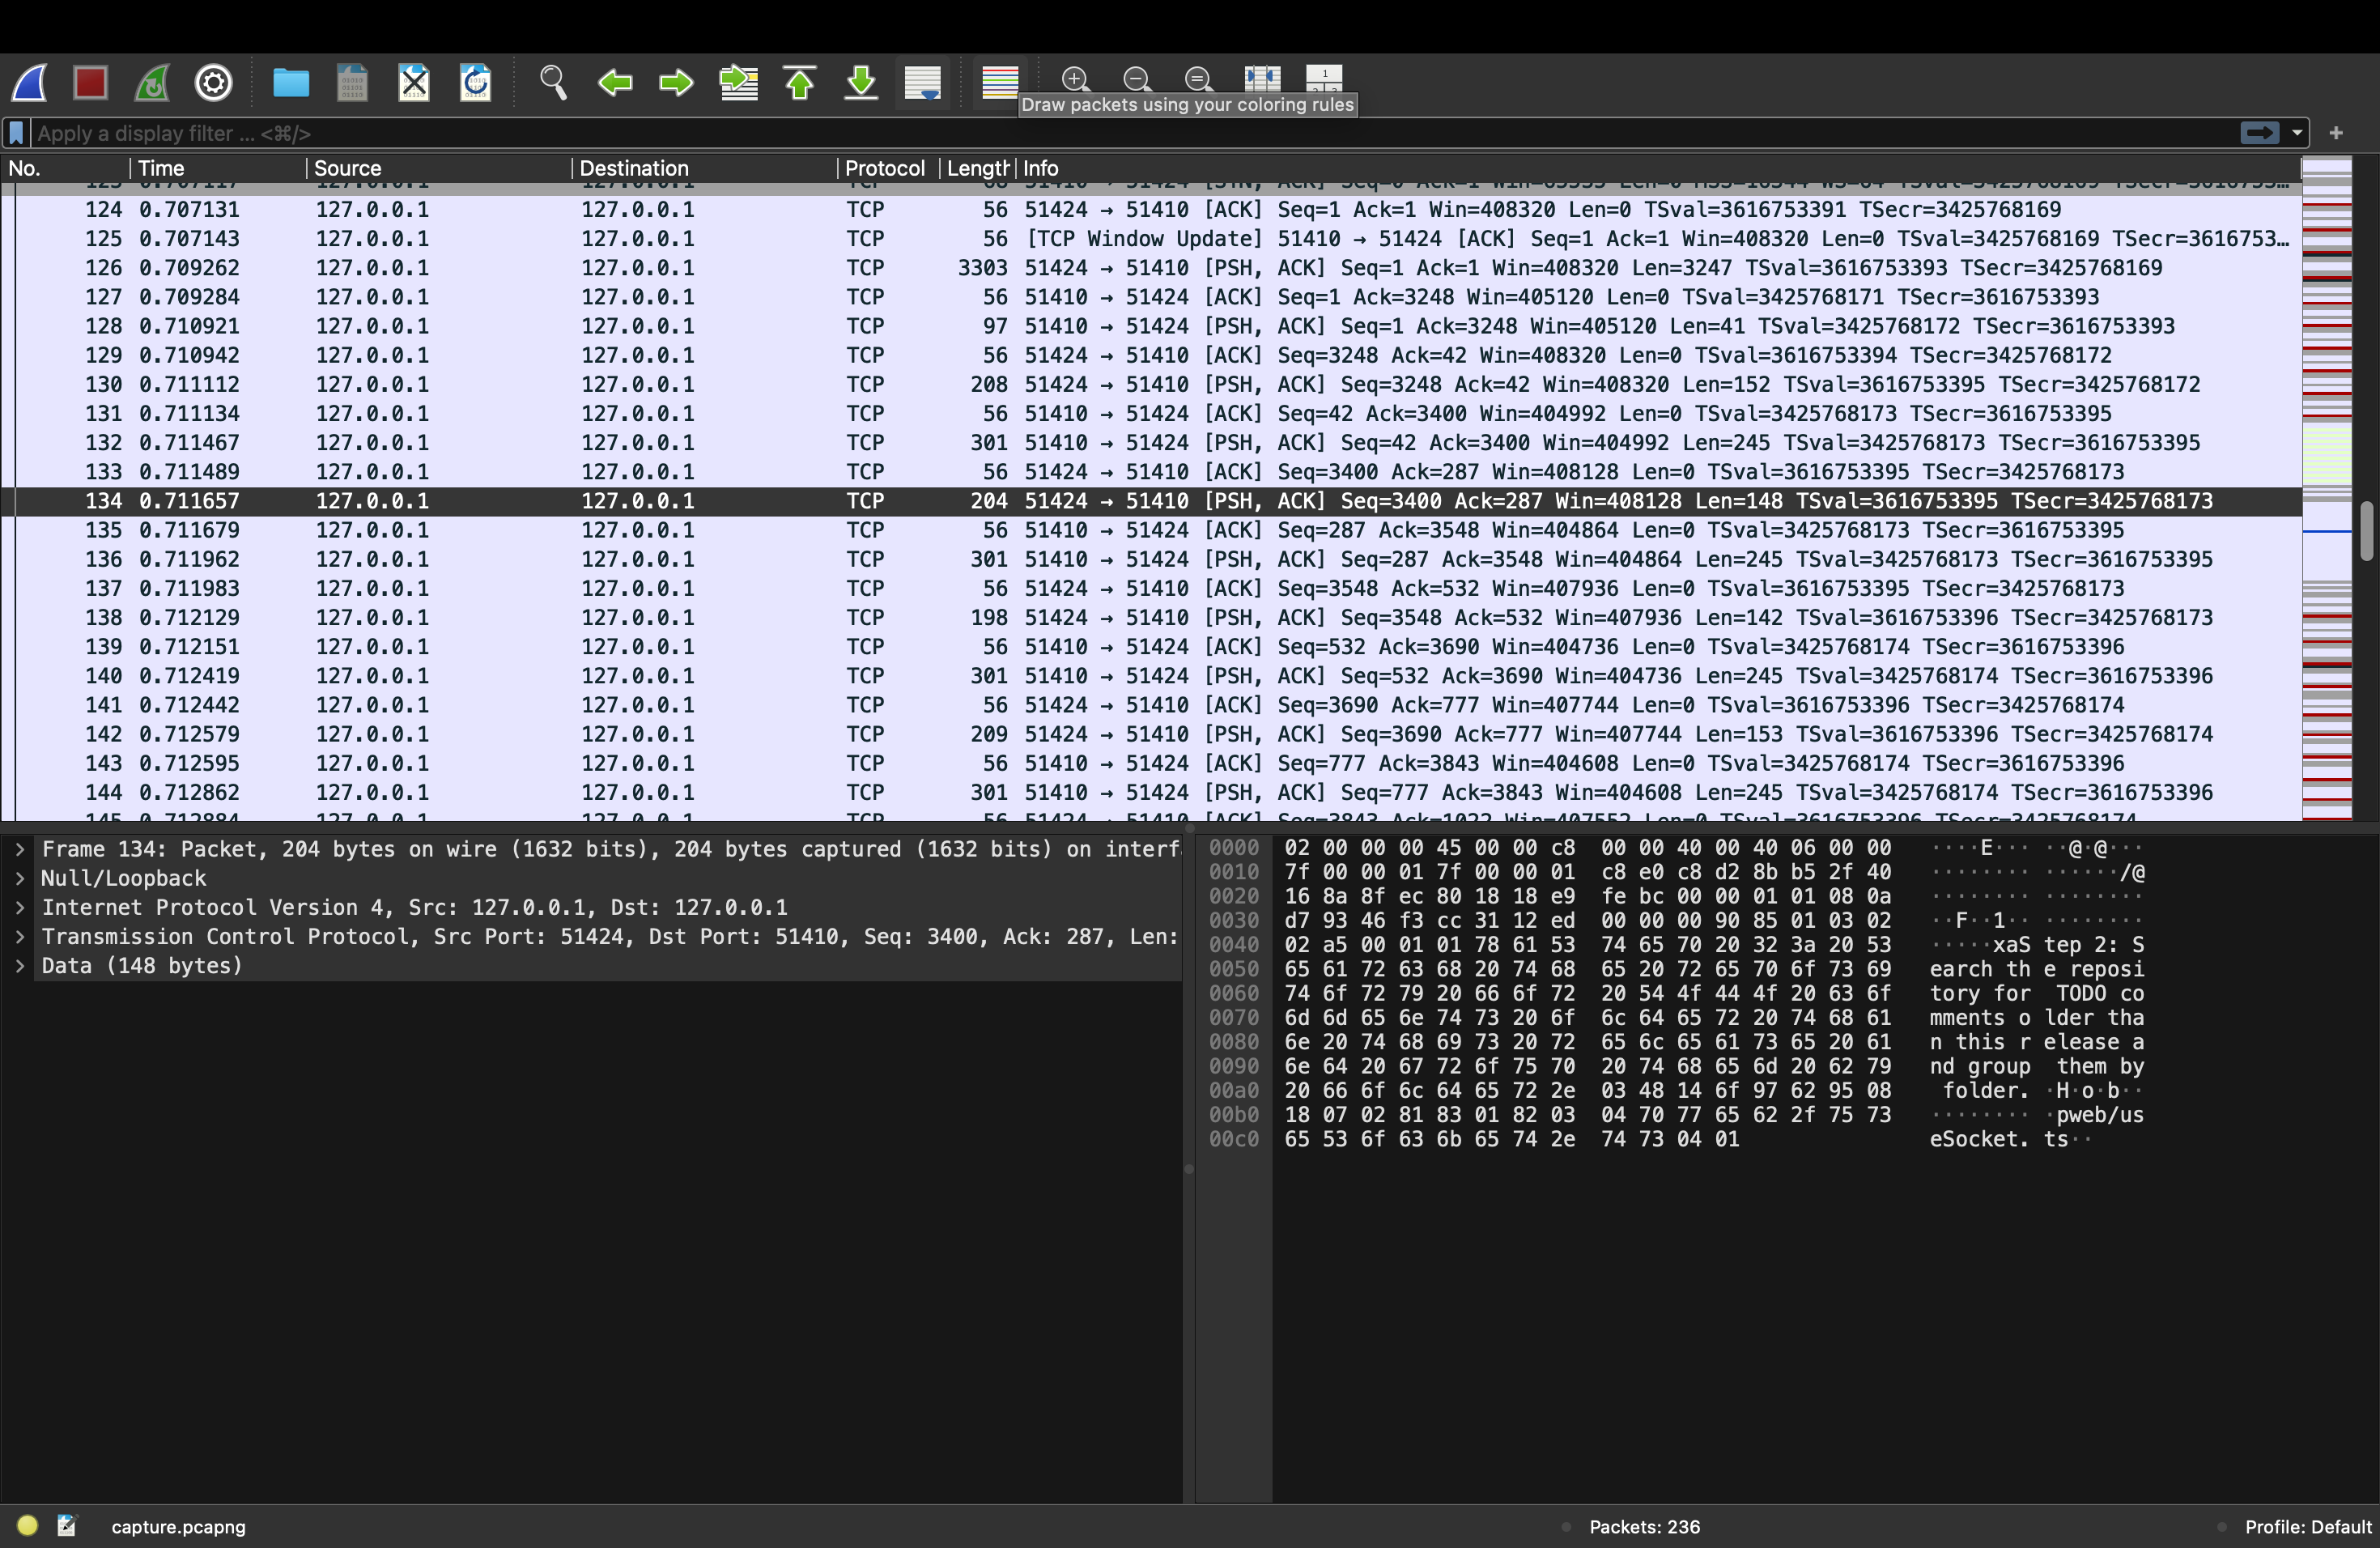 Draw packets using your coloring rules
Apply a display filter ... <⌘/>
No. Time Source Destination Protocol Length Info
124 0.707131 127.0.0.1 127.0.0.1 TCP 56 51424 → 51410 [ACK] Seq=1 Ack=1 Win=408320 Len=0 TSval=3616753391 TSecr=3425768169
125 0.707143 127.0.0.1 127.0.0.1 TCP 56 [TCP Window Update] 51410 → 51424 [ACK] Seq=1 Ack=1 Win=408320 Len=0 TSval=3425768169 TSecr=3616753…
126 0.709262 127.0.0.1 127.0.0.1 TCP 3303 51424 → 51410 [PSH, ACK] Seq=1 Ack=1 Win=408320 Len=3247 TSval=3616753393 TSecr=3425768169
127 0.709284 127.0.0.1 127.0.0.1 TCP 56 51410 → 51424 [ACK] Seq=1 Ack=3248 Win=405120 Len=0 TSval=3425768171 TSecr=3616753393
128 0.710921 127.0.0.1 127.0.0.1 TCP 97 51410 → 51424 [PSH, ACK] Seq=1 Ack=3248 Win=405120 Len=41 TSval=3425768172 TSecr=3616753393
129 0.710942 127.0.0.1 127.0.0.1 TCP 56 51424 → 51410 [ACK] Seq=3248 Ack=42 Win=408320 Len=0 TSval=3616753394 TSecr=3425768172
130 0.711112 127.0.0.1 127.0.0.1 TCP 208 51424 → 51410 [PSH, ACK] Seq=3248 Ack=42 Win=408320 Len=152 TSval=3616753395 TSecr=3425768172
131 0.711134 127.0.0.1 127.0.0.1 TCP 56 51410 → 51424 [ACK] Seq=42 Ack=3400 Win=404992 Len=0 TSval=3425768173 TSecr=3616753395
132 0.711467 127.0.0.1 127.0.0.1 TCP 301 51410 → 51424 [PSH, ACK] Seq=42 Ack=3400 Win=404992 Len=245 TSval=3425768173 TSecr=3616753395
133 0.711489 127.0.0.1 127.0.0.1 TCP 56 51424 → 51410 [ACK] Seq=3400 Ack=287 Win=408128 Len=0 TSval=3616753395 TSecr=3425768173
134 0.711657 127.0.0.1 127.0.0.1 TCP 204 51424 → 51410 [PSH, ACK] Seq=3400 Ack=287 Win=408128 Len=148 TSval=3616753395 TSecr=3425768173
135 0.711679 127.0.0.1 127.0.0.1 TCP 56 51410 → 51424 [ACK] Seq=287 Ack=3548 Win=404864 Len=0 TSval=3425768173 TSecr=3616753395
136 0.711962 127.0.0.1 127.0.0.1 TCP 301 51410 → 51424 [PSH, ACK] Seq=287 Ack=3548 Win=404864 Len=245 TSval=3425768173 TSecr=3616753395
137 0.711983 127.0.0.1 127.0.0.1 TCP 56 51424 → 51410 [ACK] Seq=3548 Ack=532 Win=407936 Len=0 TSval=3616753395 TSecr=3425768173
138 0.712129 127.0.0.1 127.0.0.1 TCP 198 51424 → 51410 [PSH, ACK] Seq=3548 Ack=532 Win=407936 Len=142 TSval=3616753396 TSecr=3425768173
139 0.712151 127.0.0.1 127.0.0.1 TCP 56 51410 → 51424 [ACK] Seq=532 Ack=3690 Win=404736 Len=0 TSval=3425768174 TSecr=3616753396
140 0.712419 127.0.0.1 127.0.0.1 TCP 301 51410 → 51424 [PSH, ACK] Seq=532 Ack=3690 Win=404736 Len=245 TSval=3425768174 TSecr=3616753396
141 0.712442 127.0.0.1 127.0.0.1 TCP 56 51424 → 51410 [ACK] Seq=3690 Ack=777 Win=407744 Len=0 TSval=3616753396 TSecr=3425768174
142 0.712579 127.0.0.1 127.0.0.1 TCP 209 51424 → 51410 [PSH, ACK] Seq=3690 Ack=777 Win=407744 Len=153 TSval=3616753396 TSecr=3425768174
143 0.712595 127.0.0.1 127.0.0.1 TCP 56 51410 → 51424 [ACK] Seq=777 Ack=3843 Win=404608 Len=0 TSval=3425768174 TSecr=3616753396
144 0.712862 127.0.0.1 127.0.0.1 TCP 301 51410 → 51424 [PSH, ACK] Seq=777 Ack=3843 Win=404608 Len=245 TSval=3425768174 TSecr=3616753396
Frame 134: Packet, 204 bytes on wire (1632 bits), 204 bytes captured (1632 bits) on interf
Null/Loopback
Internet Protocol Version 4, Src: 127.0.0.1, Dst: 127.0.0.1
Transmission Control Protocol, Src Port: 51424, Dst Port: 51410, Seq: 3400, Ack: 287, Len:
Data (148 bytes)
0000 02 00 00 00 45 00 00 c8 00 00 40 00 40 06 00 00 ····E··· ··@·@···
0010 7f 00 00 01 7f 00 00 01 c8 e0 c8 d2 8b b5 2f 40 ········ ······/@
0020 16 8a 8f ec 80 18 18 e9 fe bc 00 00 01 01 08 0a ········ ········
0030 d7 93 46 f3 cc 31 12 ed 00 00 00 90 85 01 03 02 ··F··1·· ········
0040 02 a5 00 01 01 78 61 53 74 65 70 20 32 3a 20 53 ·····xaS tep 2: S
0050 65 61 72 63 68 20 74 68 65 20 72 65 70 6f 73 69 earch th e reposi
0060 74 6f 72 79 20 66 6f 72 20 54 4f 44 4f 20 63 6f tory for  TODO co
0070 6d 6d 65 6e 74 73 20 6f 6c 64 65 72 20 74 68 61 mments o lder tha
0080 6e 20 74 68 69 73 20 72 65 6c 65 61 73 65 20 61 n this r elease a
0090 6e 64 20 67 72 6f 75 70 20 74 68 65 6d 20 62 79 nd group  them by
00a0 20 66 6f 6c 64 65 72 2e 03 48 14 6f 97 62 95 08  folder. ·H·o·b··
00b0 18 07 02 81 83 01 82 03 04 70 77 65 62 2f 75 73 ········ ·pweb/us
00c0 65 53 6f 63 6b 65 74 2e 74 73 04 01 eSocket. ts··
capture.pcapng
Packets: 236
Profile: Default